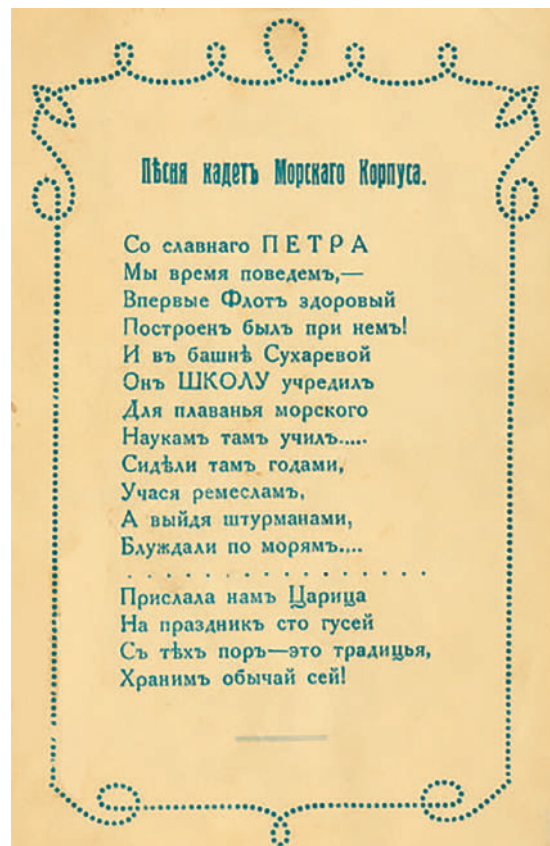 Пѣсня кадетъ Морскаго Корпуса.
Со славнаго ПЕТРА
Мы время поведемъ,—
Впервые Флотъ здоровый
Построенъ былъ при немъ!
И въ башнѣ Сухаревой
Онъ ШКОЛУ учредилъ
Для плаванья морского
Наукамъ тамъ училъ.....
Сидѣли там годами,
Учася ремесламъ,
А выйдя штурманами,
Блуждали по морямъ....
. . . . . . . . . . . . . . . . .
Прислала намъ Царица
На праздникъ сто гусей
Съ тѣхъ поръ—это традицья,
Хранимъ обычай сей!